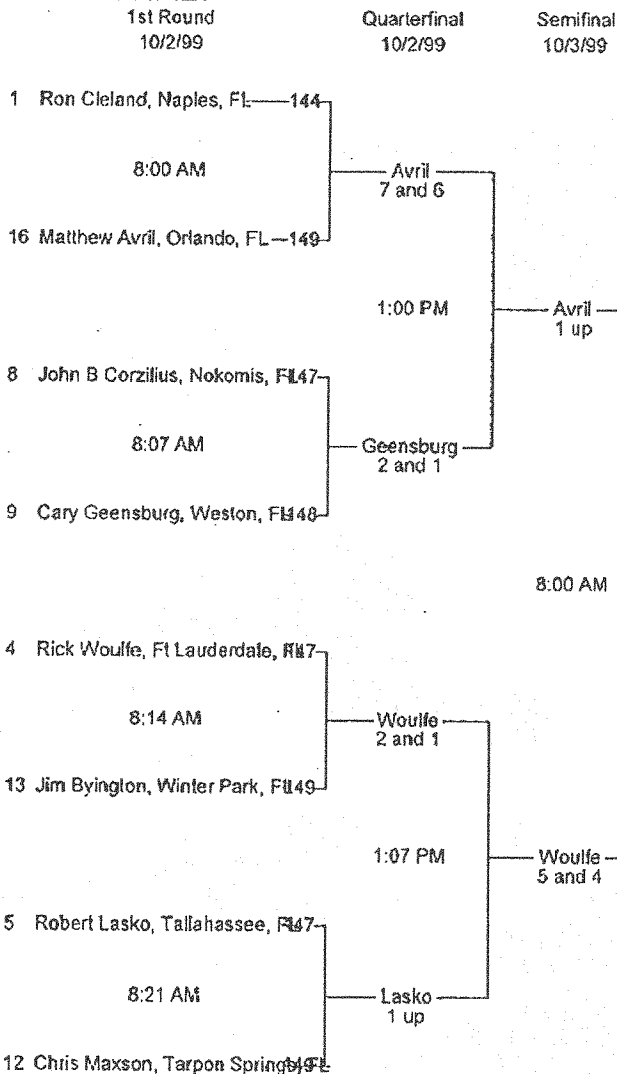 1st Round
10/2/99
Quarterfinal
10/2/99
Semifinal
10/3/99
1 Ron Cleland, Naples, FL 144
8:00 AM
Avril
7 and 6
16 Matthew Avril, Orlando, FL 149
1:00 PM
Avril
1 up
8 John B Corzilius, Nokomis, FL 147
8:07 AM
Geensburg
2 and 1
9 Cary Geensburg, Weston, FL 148
8:00 AM
4 Rick Woulfe, Ft Lauderdale, FL 147
8:14 AM
Woulfe
2 and 1
13 Jim Byington, Winter Park, FL 149
1:07 PM
Woulfe
5 and 4
5 Robert Lasko, Tallahassee, FL 147
8:21 AM
Lasko
1 up
12 Chris Maxson, Tarpon Springs, FL